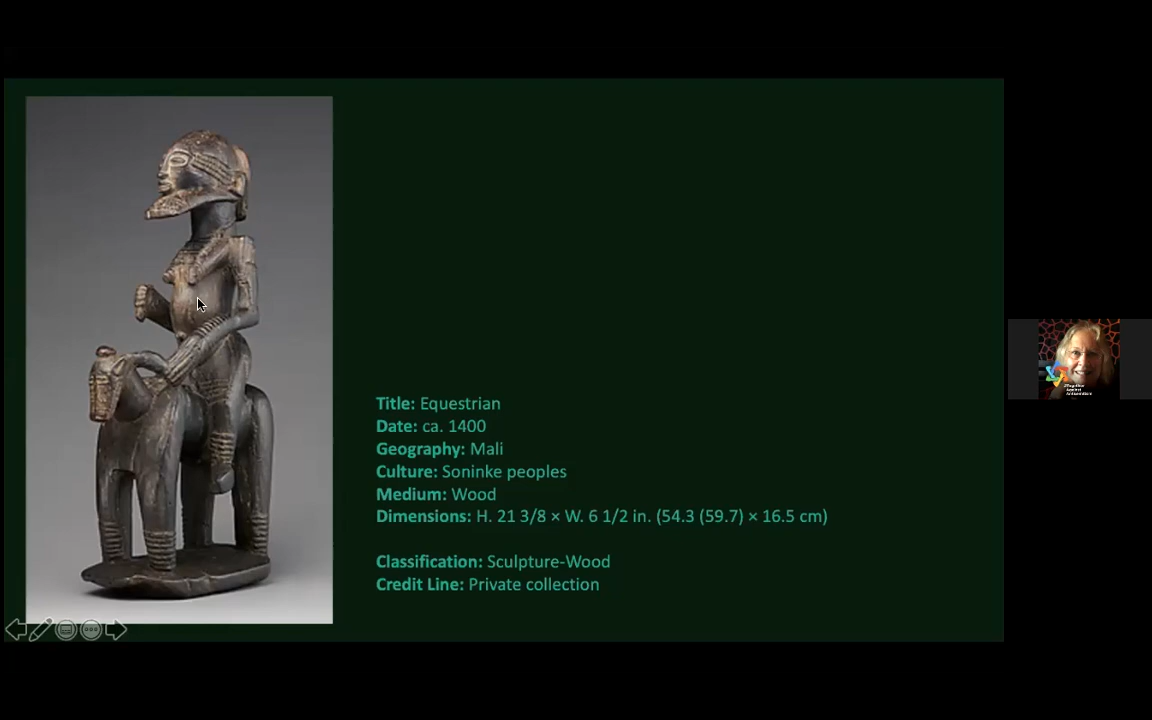 Title: Equestrian
Date: ca. 1400
Geography: Mali
Culture: Soninke peoples
Medium: Wood
Dimensions: H. 21 3/8 × W. 6 1/2 in. (54.3 (59.7) × 16.5 cm)
Classification: Sculpture-Wood
Credit Line: Private collection